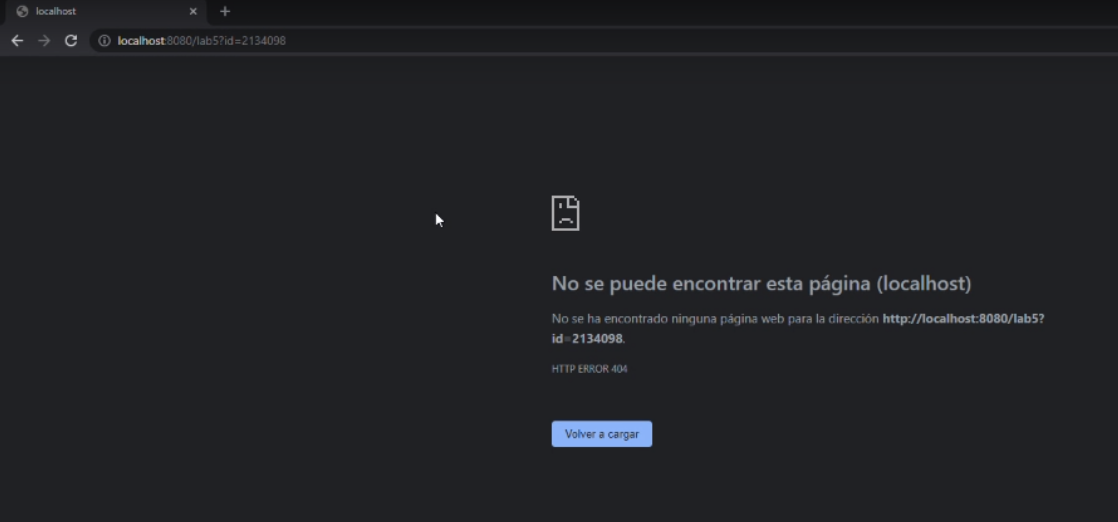 localhost
localhost:8080/lab5?id=2134098
No se puede encontrar esta página (localhost)
No se ha encontrado ninguna página web para la dirección http://localhost:8080/lab5?
id=2134098.
HTTP ERROR 404
Volver a cargar